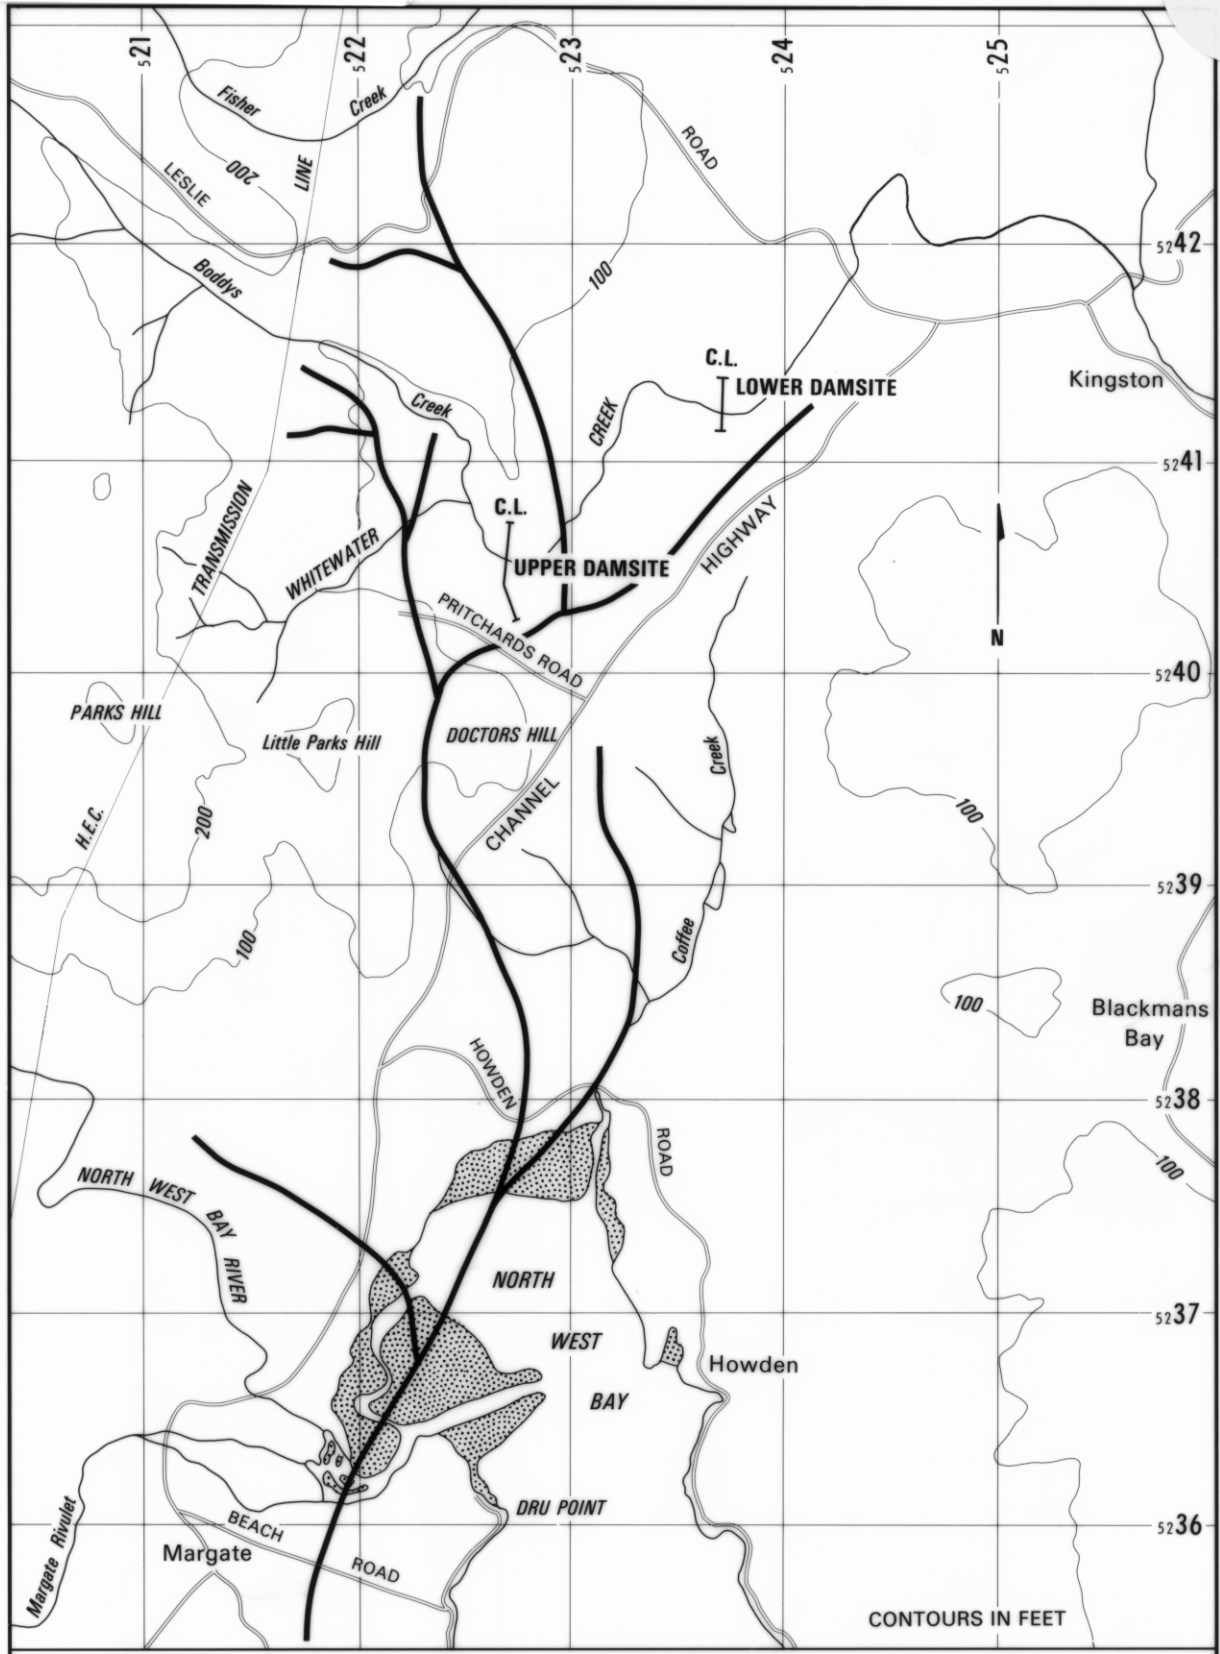 521
522
523
524
525
Fisher Creek
ROAD
LINE
200
LESLIE
5242
Boddys
100
C.L.
LOWER DAMSITE
Kingston
Creek
CREEK
5241
C.L.
TRANSMISSION
WHITEWATER
HIGHWAY
UPPER DAMSITE
PRITCHARDS ROAD
N
5240
PARKS HILL
Little Parks Hill
DOCTORS HILL
Creek
H.E.C.
200
CHANNEL
100
5239
100
Coffee
100
Blackmans
Bay
HOWDEN
5238
ROAD
100
NORTH WEST
BAY
RIVER
NORTH
5237
WEST
Howden
BAY
DRU POINT
Margate Rivulet
BEACH
5236
Margate
ROAD
CONTOURS IN FEET